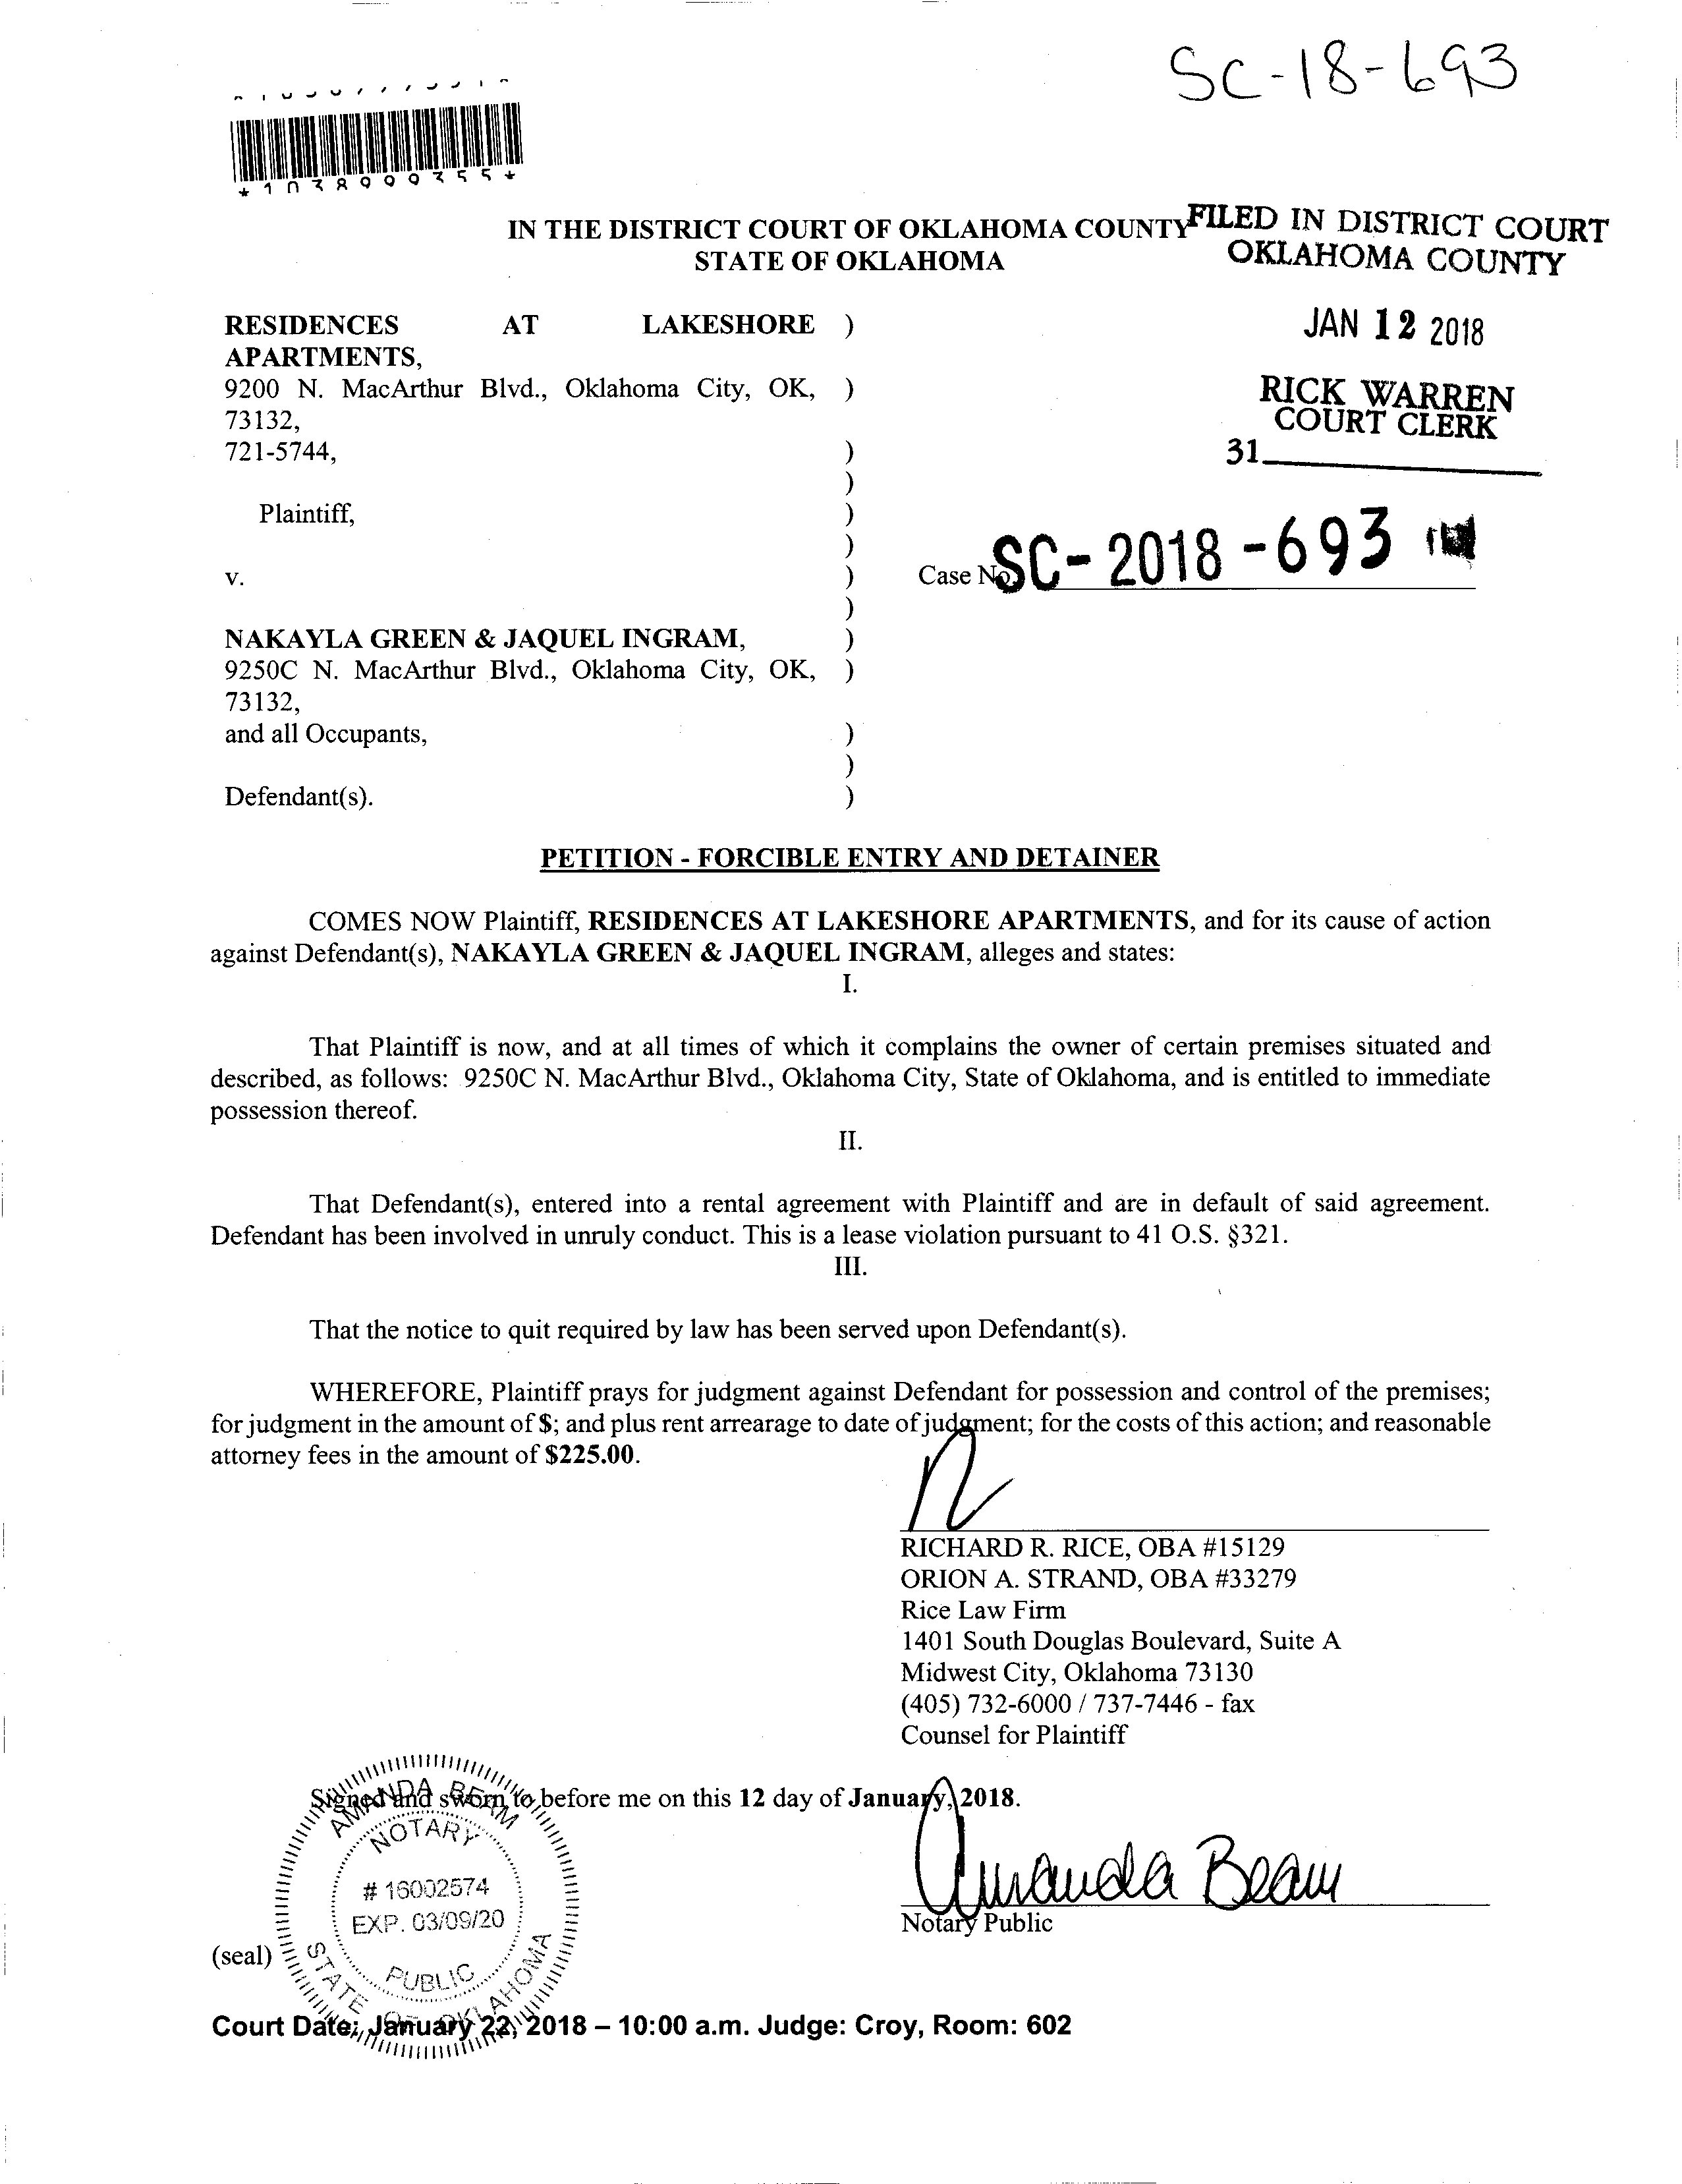 SC-18-693
*1038999355*
IN THE DISTRICT COURT OF OKLAHOMA COUNTY
STATE OF OKLAHOMA
FILED IN DISTRICT COURT
OKLAHOMA COUNTY
JAN 12 2018
RICK WARREN
COURT CLERK
31
RESIDENCES AT LAKESHORE )
APARTMENTS,
9200 N. MacArthur Blvd., Oklahoma City, OK, )
73132,
721-5744, )
)
Plaintiff, )
)
v. ) Case No. SC-2018-693
)
NAKAYLA GREEN & JAQUEL INGRAM, )
9250C N. MacArthur Blvd., Oklahoma City, OK, )
73132,
and all Occupants, )
)
Defendant(s). )
PETITION - FORCIBLE ENTRY AND DETAINER
COMES NOW Plaintiff, RESIDENCES AT LAKESHORE APARTMENTS, and for its cause of action
against Defendant(s), NAKAYLA GREEN & JAQUEL INGRAM, alleges and states:
I.
That Plaintiff is now, and at all times of which it complains the owner of certain premises situated and
described, as follows: 9250C N. MacArthur Blvd., Oklahoma City, State of Oklahoma, and is entitled to immediate
possession thereof.
II.
That Defendant(s), entered into a rental agreement with Plaintiff and are in default of said agreement.
Defendant has been involved in unruly conduct. This is a lease violation pursuant to 41 O.S. §321.
III.
That the notice to quit required by law has been served upon Defendant(s).
WHEREFORE, Plaintiff prays for judgment against Defendant for possession and control of the premises;
for judgment in the amount of $; and plus rent arrearage to date of judgment; for the costs of this action; and reasonable
attorney fees in the amount of $225.00.
RICHARD R. RICE, OBA #15129
ORION A. STRAND, OBA #33279
Rice Law Firm
1401 South Douglas Boulevard, Suite A
Midwest City, Oklahoma 73130
(405) 732-6000 / 737-7446 - fax
Counsel for Plaintiff
Signed and sworn to before me on this 12 day of January, 2018.
AMANDA BEAM
NOTARY
# 16002574
EXP. 03/09/20
PUBLIC
STATE OF OKLAHOMA
Amanda Beam
Notary Public
(seal)
Court Date: January 22, 2018 – 10:00 a.m. Judge: Croy, Room: 602